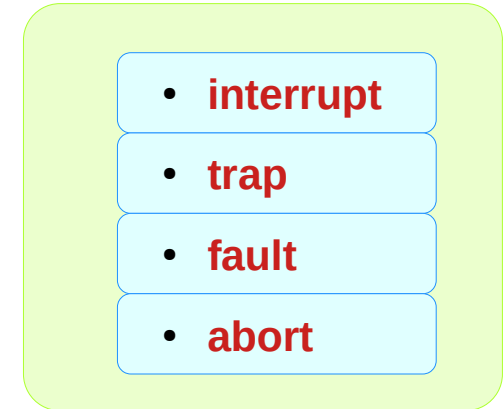 • interrupt
• trap
• fault
• abort